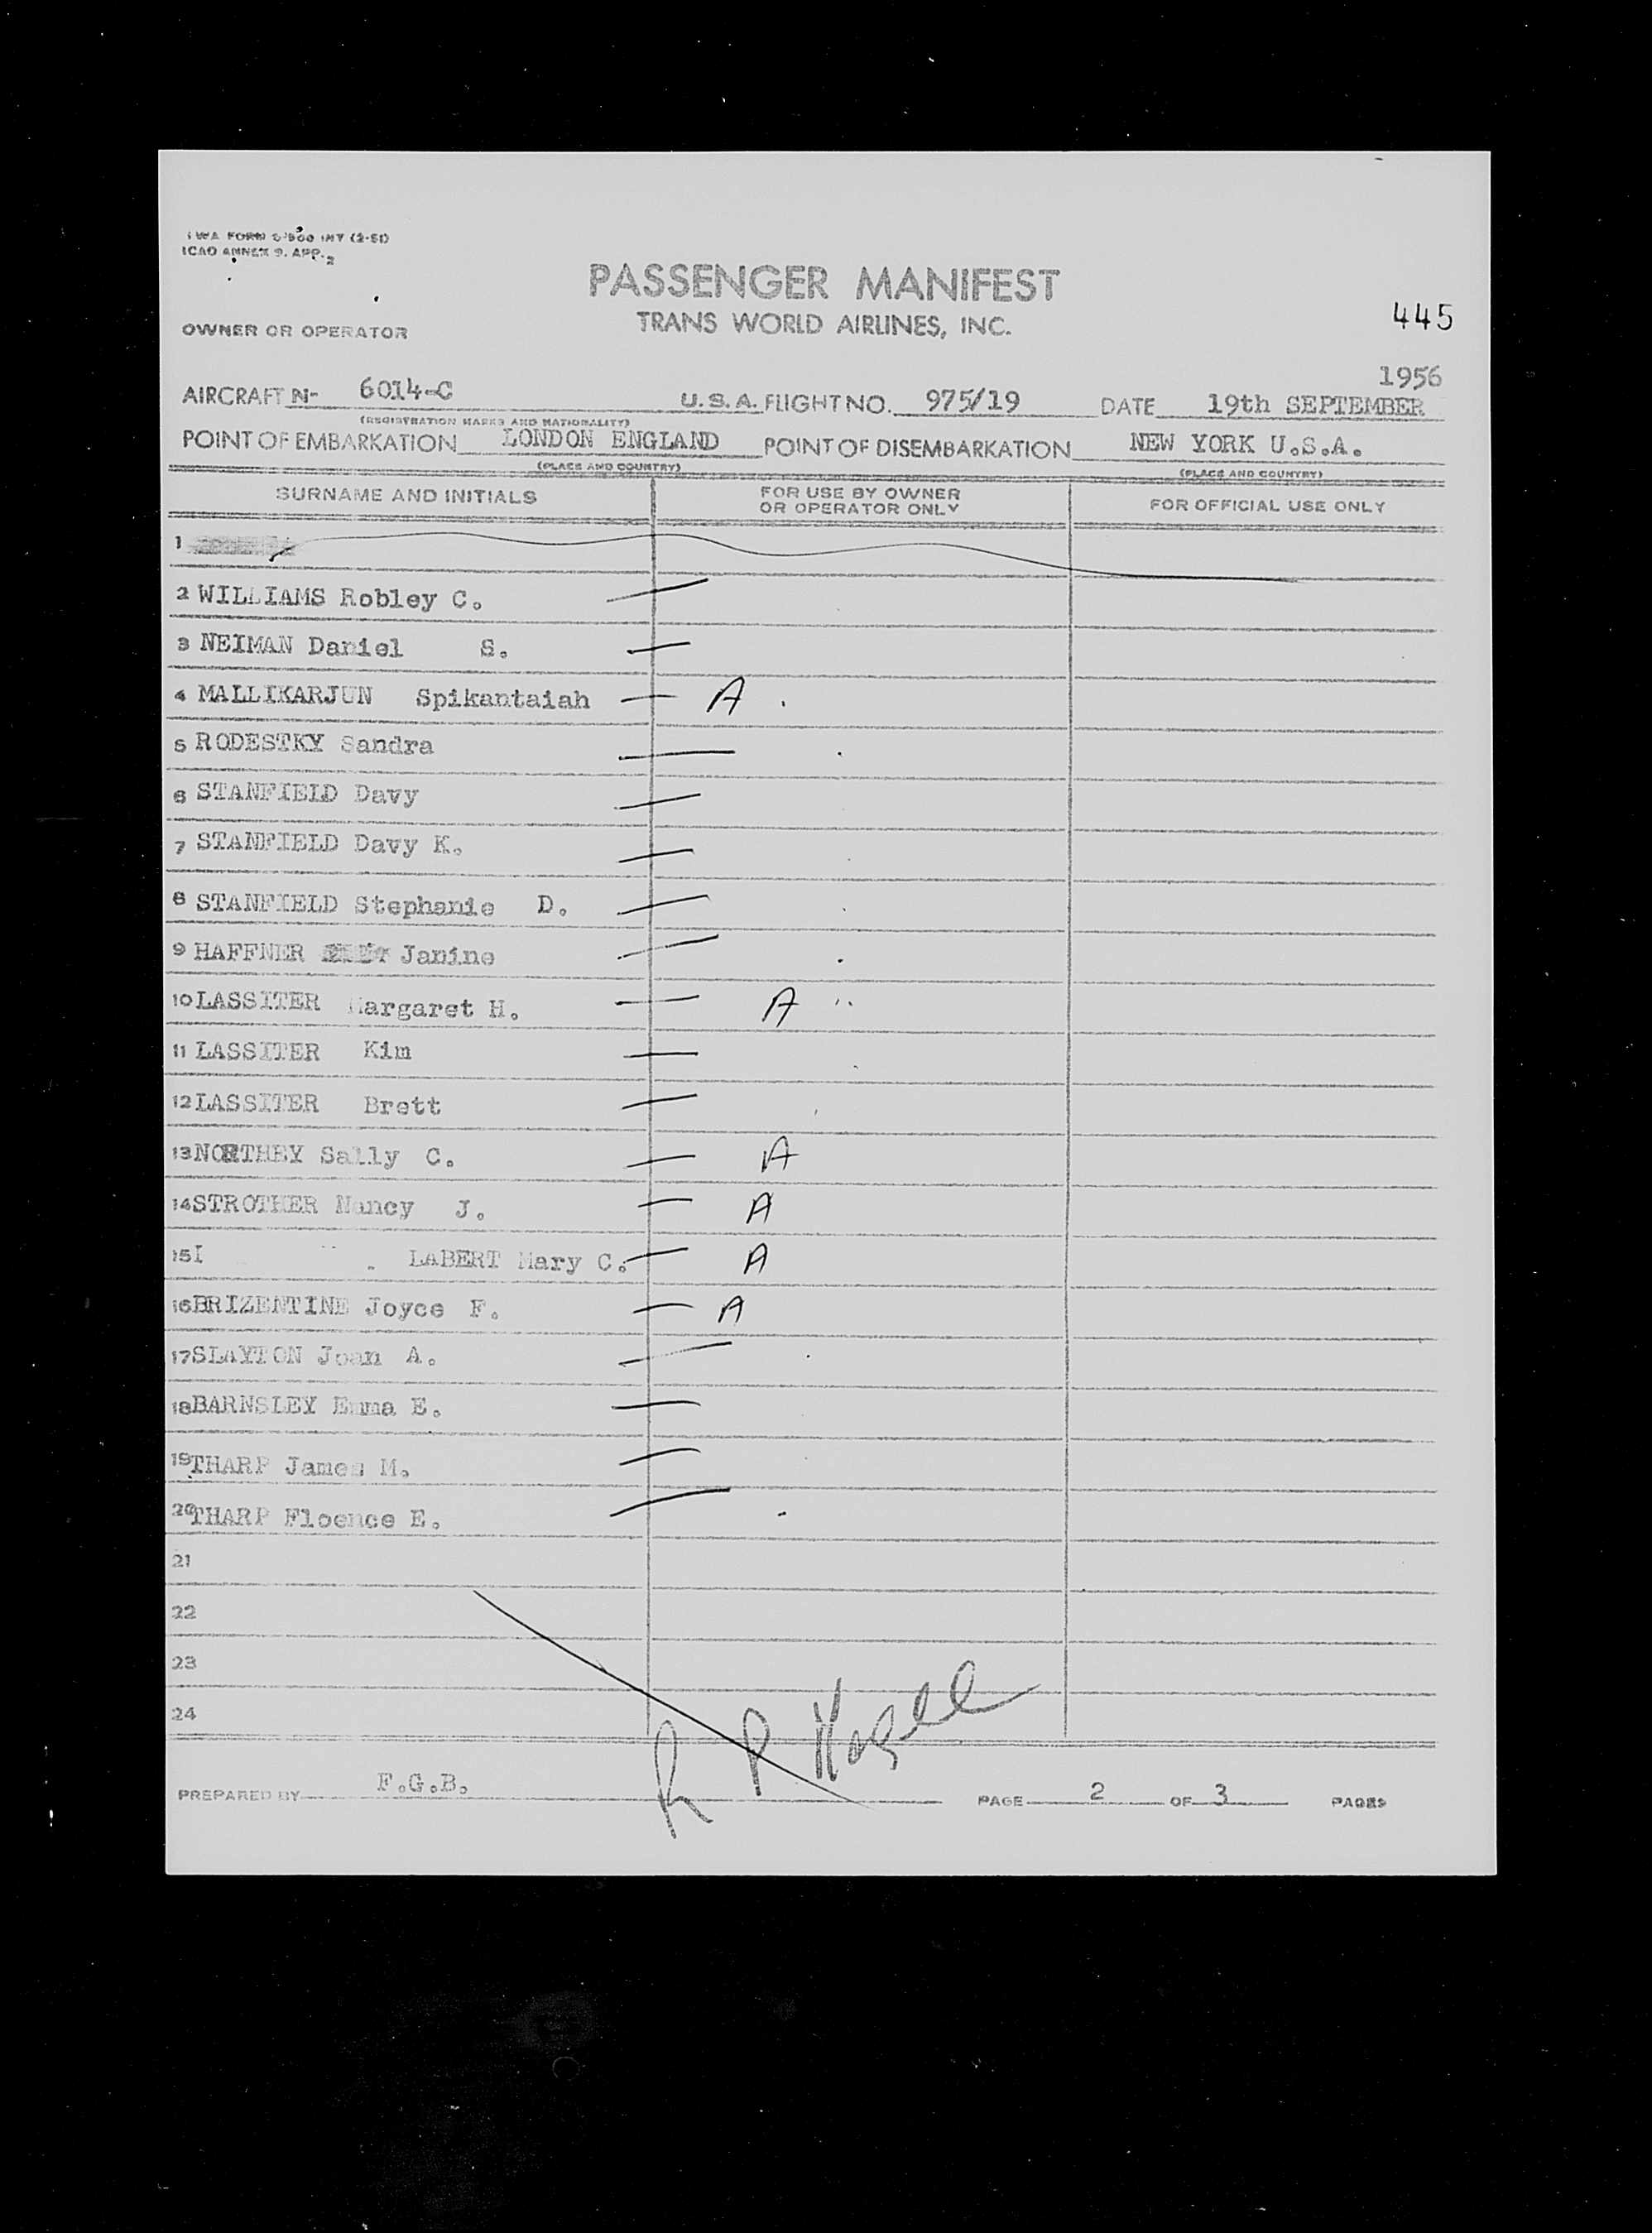 TWA FORM INT (2-51)
ICAO ANNEX 9. APP. 2
PASSENGER MANIFEST
TRANS WORLD AIRLINES, INC.
445
OWNER OR OPERATOR
1956
AIRCRAFT N- 6014-C U.S.A. FLIGHT NO. 975/19 DATE 19th SEPTEMBER
(REGISTRATION MARKS AND NATIONALITY)
POINT OF EMBARKATION LONDON ENGLAND POINT OF DISEMBARKATION NEW YORK U.S.A.
(PLACE AND COUNTRY) (PLACE AND COUNTRY)
SURNAME AND INITIALS FOR USE BY OWNER OR OPERATOR ONLY FOR OFFICIAL USE ONLY
1
2 WILLIAMS Robley C.
3 NEIMAN Daniel S.
4 MALLIKARJUN Spikantaiah A
5 RODESTKY Sandra
6 STANFIELD Davy
7 STANFIELD Davy K.
8 STANFIELD Stephanie D.
9 HAFFNER Janine
10 LASSITER Margaret H. A
11 LASSITER Kim
12 LASSITER Brett
13 NORTHEY Sally C. A
14 STROTHER Nancy J. A
15 LABERT Mary C. A
16 BRIZENTINE Joyce F. A
17 SLAYTON Joan A.
18 BARNSLEY Emma E.
19 THARP James M.
20 THARP Floence E.
21
22
23
24
R P
PREPARED BY F.G.B. PAGE 2 OF 3 PAGES